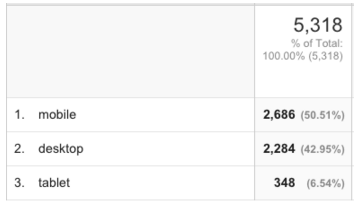 5,318
% of Total:
100.00% (5,318)
1. mobile 2,686 (50.51%)
2. desktop 2,284 (42.95%)
3. tablet 348 (6.54%)